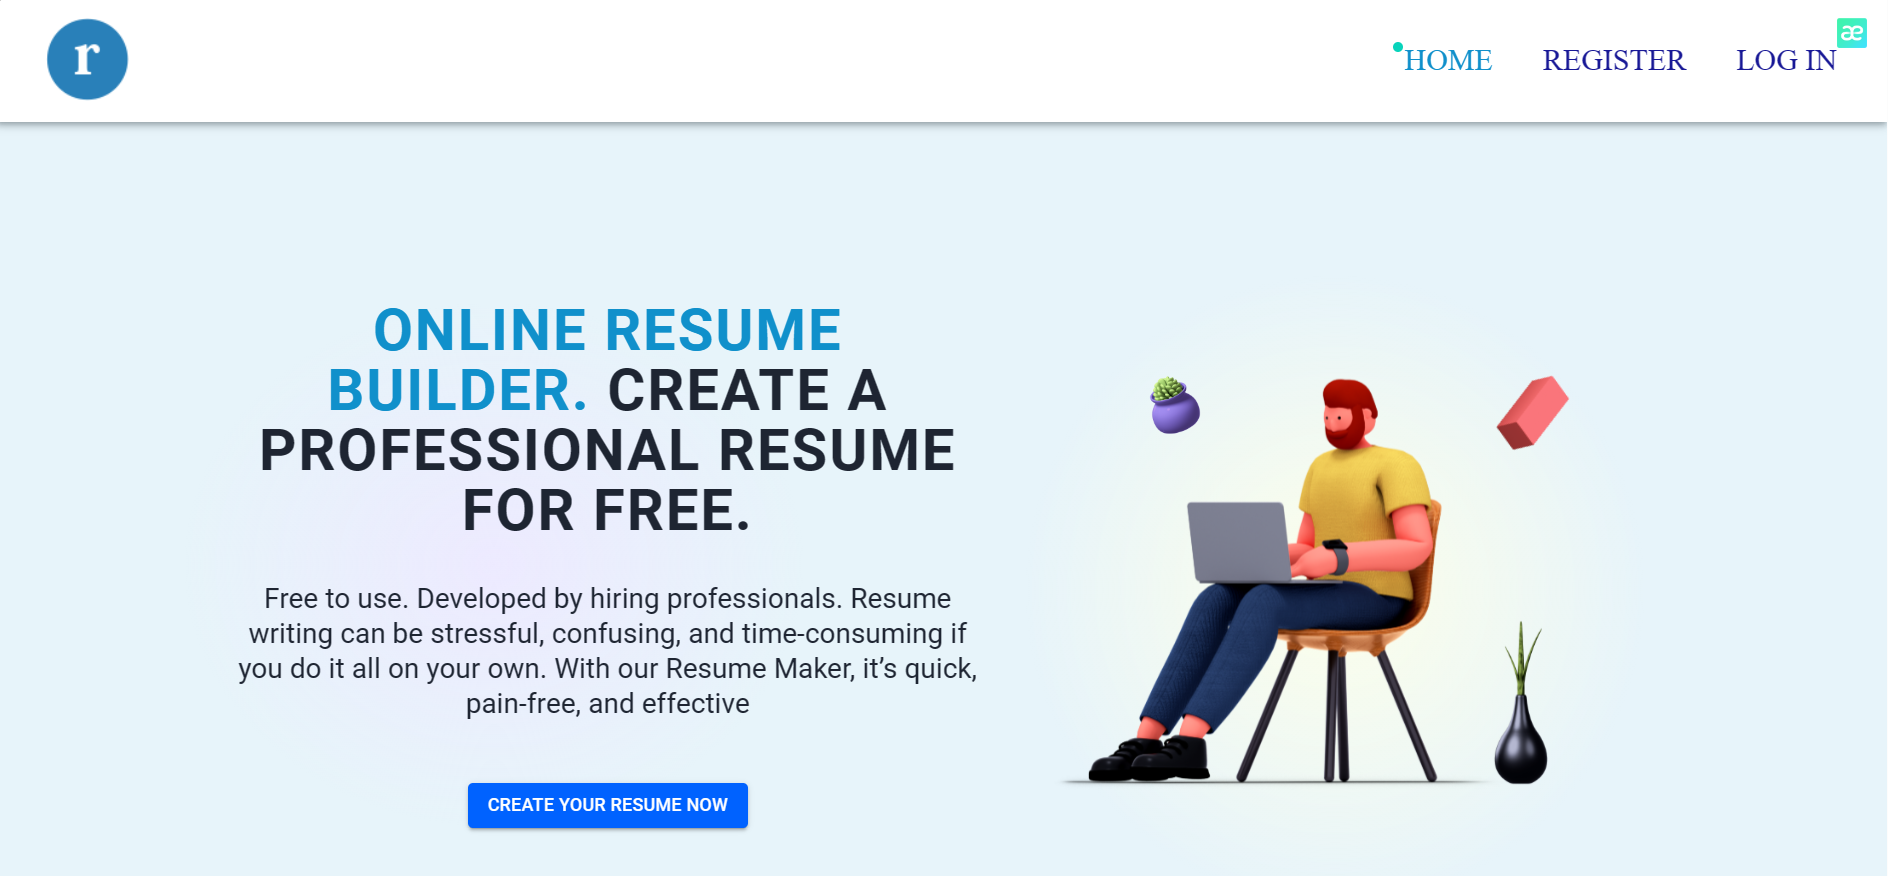 r
HOME
REGISTER
LOG IN
æ
ONLINE RESUME
BUILDER. CREATE A
PROFESSIONAL RESUME
FOR FREE.
Free to use. Developed by hiring professionals. Resume
writing can be stressful, confusing, and time-consuming if
you do it all on your own. With our Resume Maker, it’s quick,
pain-free, and effective
CREATE YOUR RESUME NOW